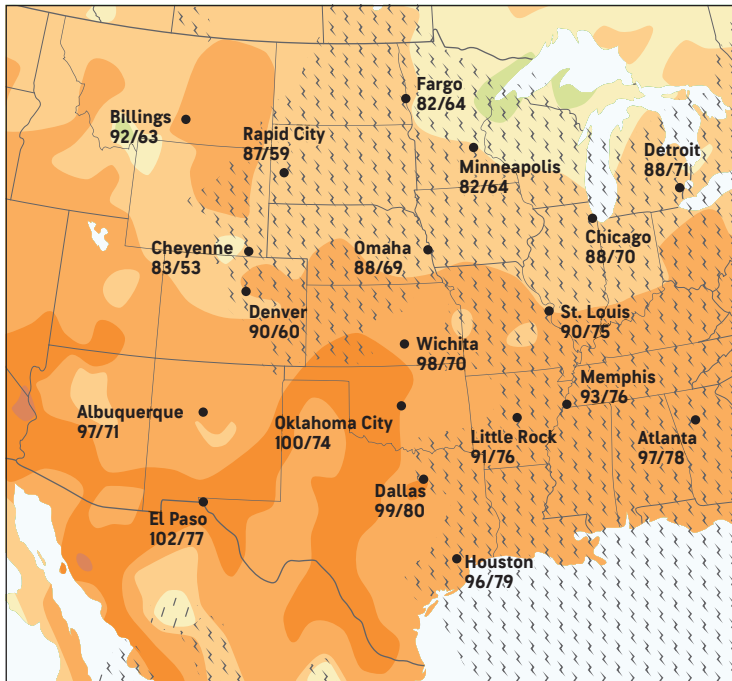 Fargo
82/64
Billings
92/63
Rapid City
87/59
Minneapolis
82/64
Detroit
88/71
Cheyenne
83/53
Omaha
88/69
Chicago
88/70
Denver
90/60
St. Louis
90/75
Wichita
98/70
Memphis
93/76
Albuquerque
97/71
Oklahoma City
100/74
Little Rock
91/76
Atlanta
97/78
Dallas
99/80
El Paso
102/77
Houston
96/79